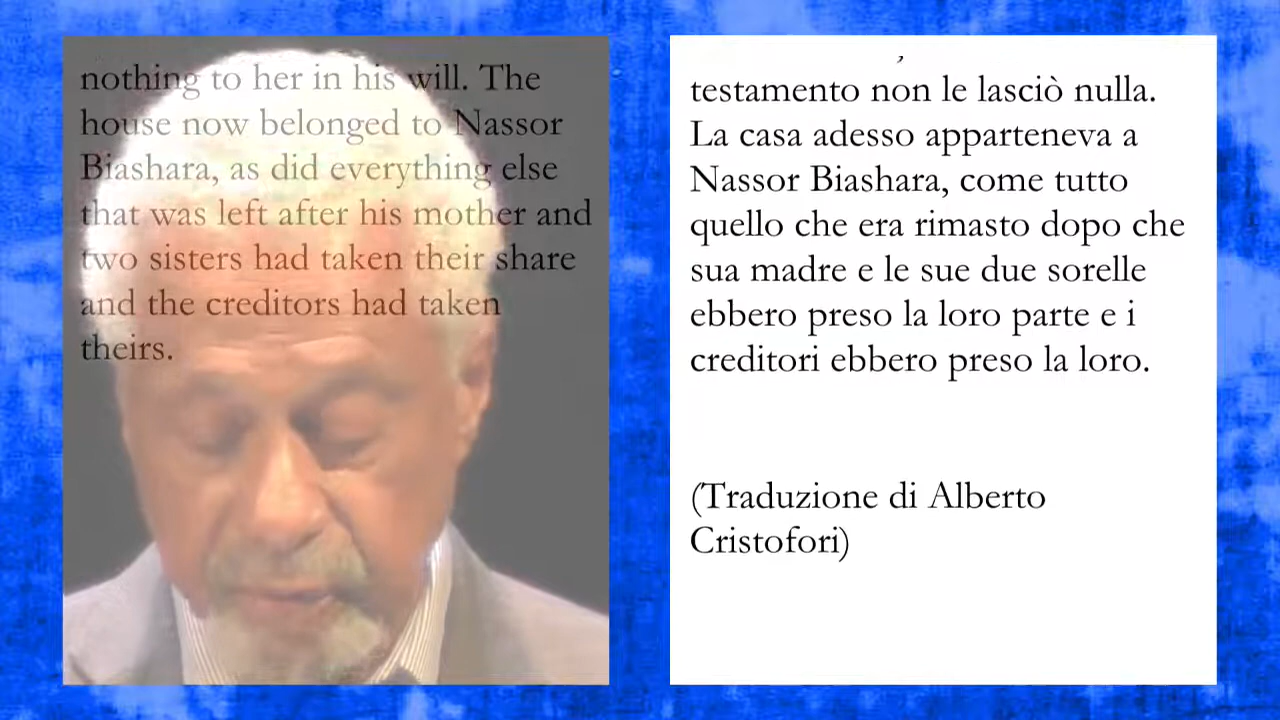 nothing to her in his will. The
house now belonged to Nassor
Biashara, as did everything else
that was left after his mother and
two sisters had taken their share
and the creditors had taken
theirs.
testamento non le lasciò nulla.
La casa adesso apparteneva a
Nassor Biashara, come tutto
quello che era rimasto dopo che
sua madre e le sue due sorelle
ebbero preso la loro parte e i
creditori ebbero preso la loro.
(Traduzione di Alberto
Cristofori)